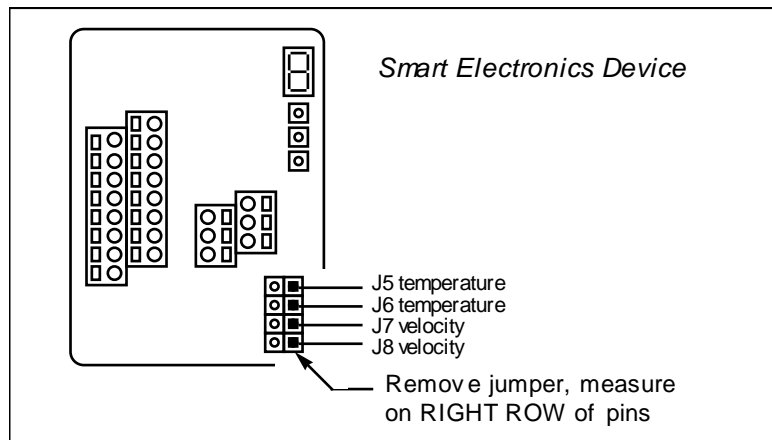 Smart Electronics Device
J5 temperature
J6 temperature
J7 velocity
J8 velocity
Remove jumper, measure
on RIGHT ROW of pins